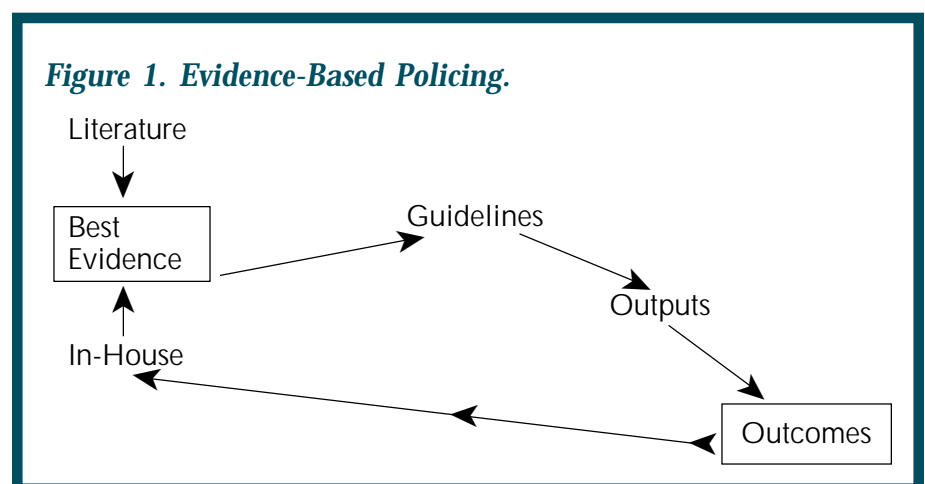 Figure 1. Evidence-Based Policing.
Literature
Best
Evidence
Guidelines
Outputs
In-House
Outcomes